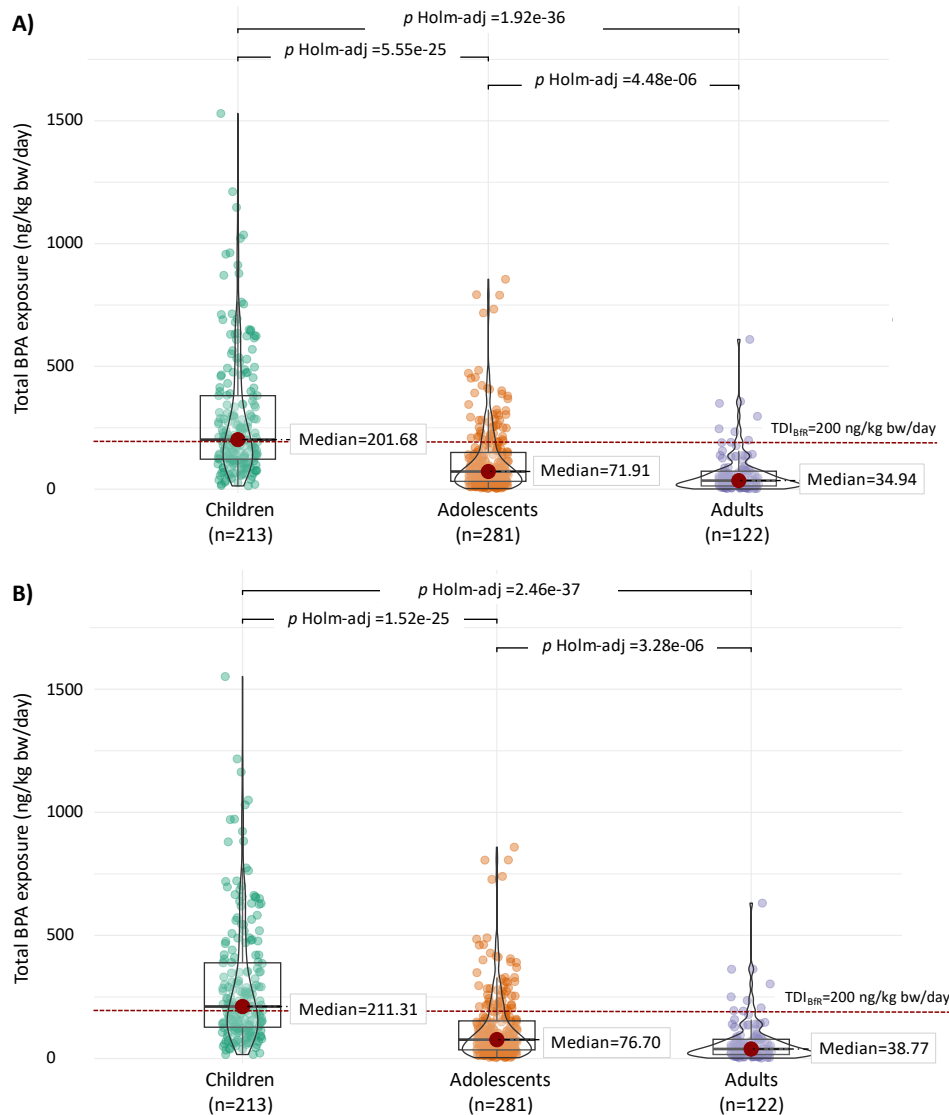 A)
p Holm-adj =1.92e-36
p Holm-adj =5.55e-25
p Holm-adj =4.48e-06
Total BPA exposure (ng/kg bw/day)
1500
1000
500
0
TDIBfR=200 ng/kg bw/day
Median=201.68
Median=71.91
Median=34.94
Children
(n=213)
Adolescents
(n=281)
Adults
(n=122)
B)
p Holm-adj =2.46e-37
p Holm-adj =1.52e-25
p Holm-adj =3.28e-06
Total BPA exposure (ng/kg bw/day)
1500
1000
500
0
TDIBfR=200 ng/kg bw/day
Median=211.31
Median=76.70
Median=38.77
Children
(n=213)
Adolescents
(n=281)
Adults
(n=122)